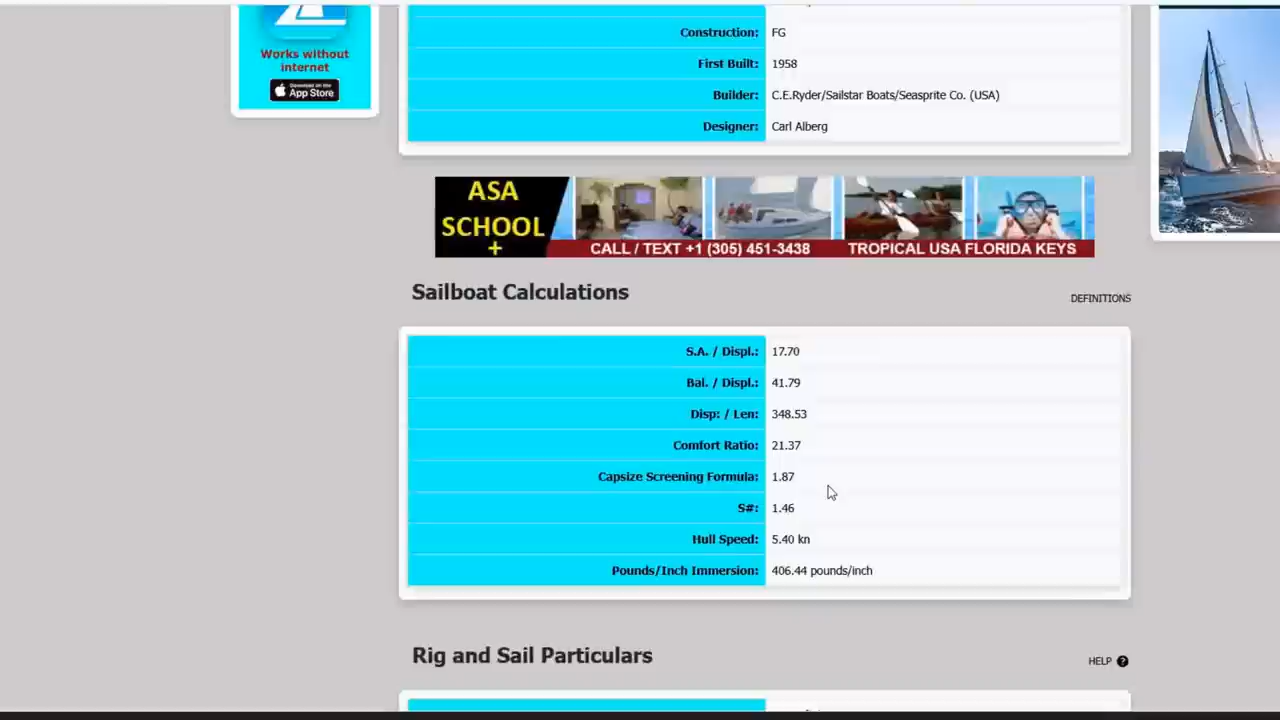 Works without
internet
Download on the
App Store
Construction: FG
First Built: 1958
Builder: C.E.Ryder/Sailstar Boats/Seasprite Co. (USA)
Designer: Carl Alberg
ASA
SCHOOL
+
CALL / TEXT +1 (305) 451-3438 TROPICAL USA FLORIDA KEYS
Sailboat Calculations
DEFINITIONS
S.A. / Displ.: 17.70
Bal. / Displ.: 41.79
Disp: / Len: 348.53
Comfort Ratio: 21.37
Capsize Screening Formula: 1.87
S#: 1.46
Hull Speed: 5.40 kn
Pounds/Inch Immersion: 406.44 pounds/inch
Rig and Sail Particulars
HELP ?